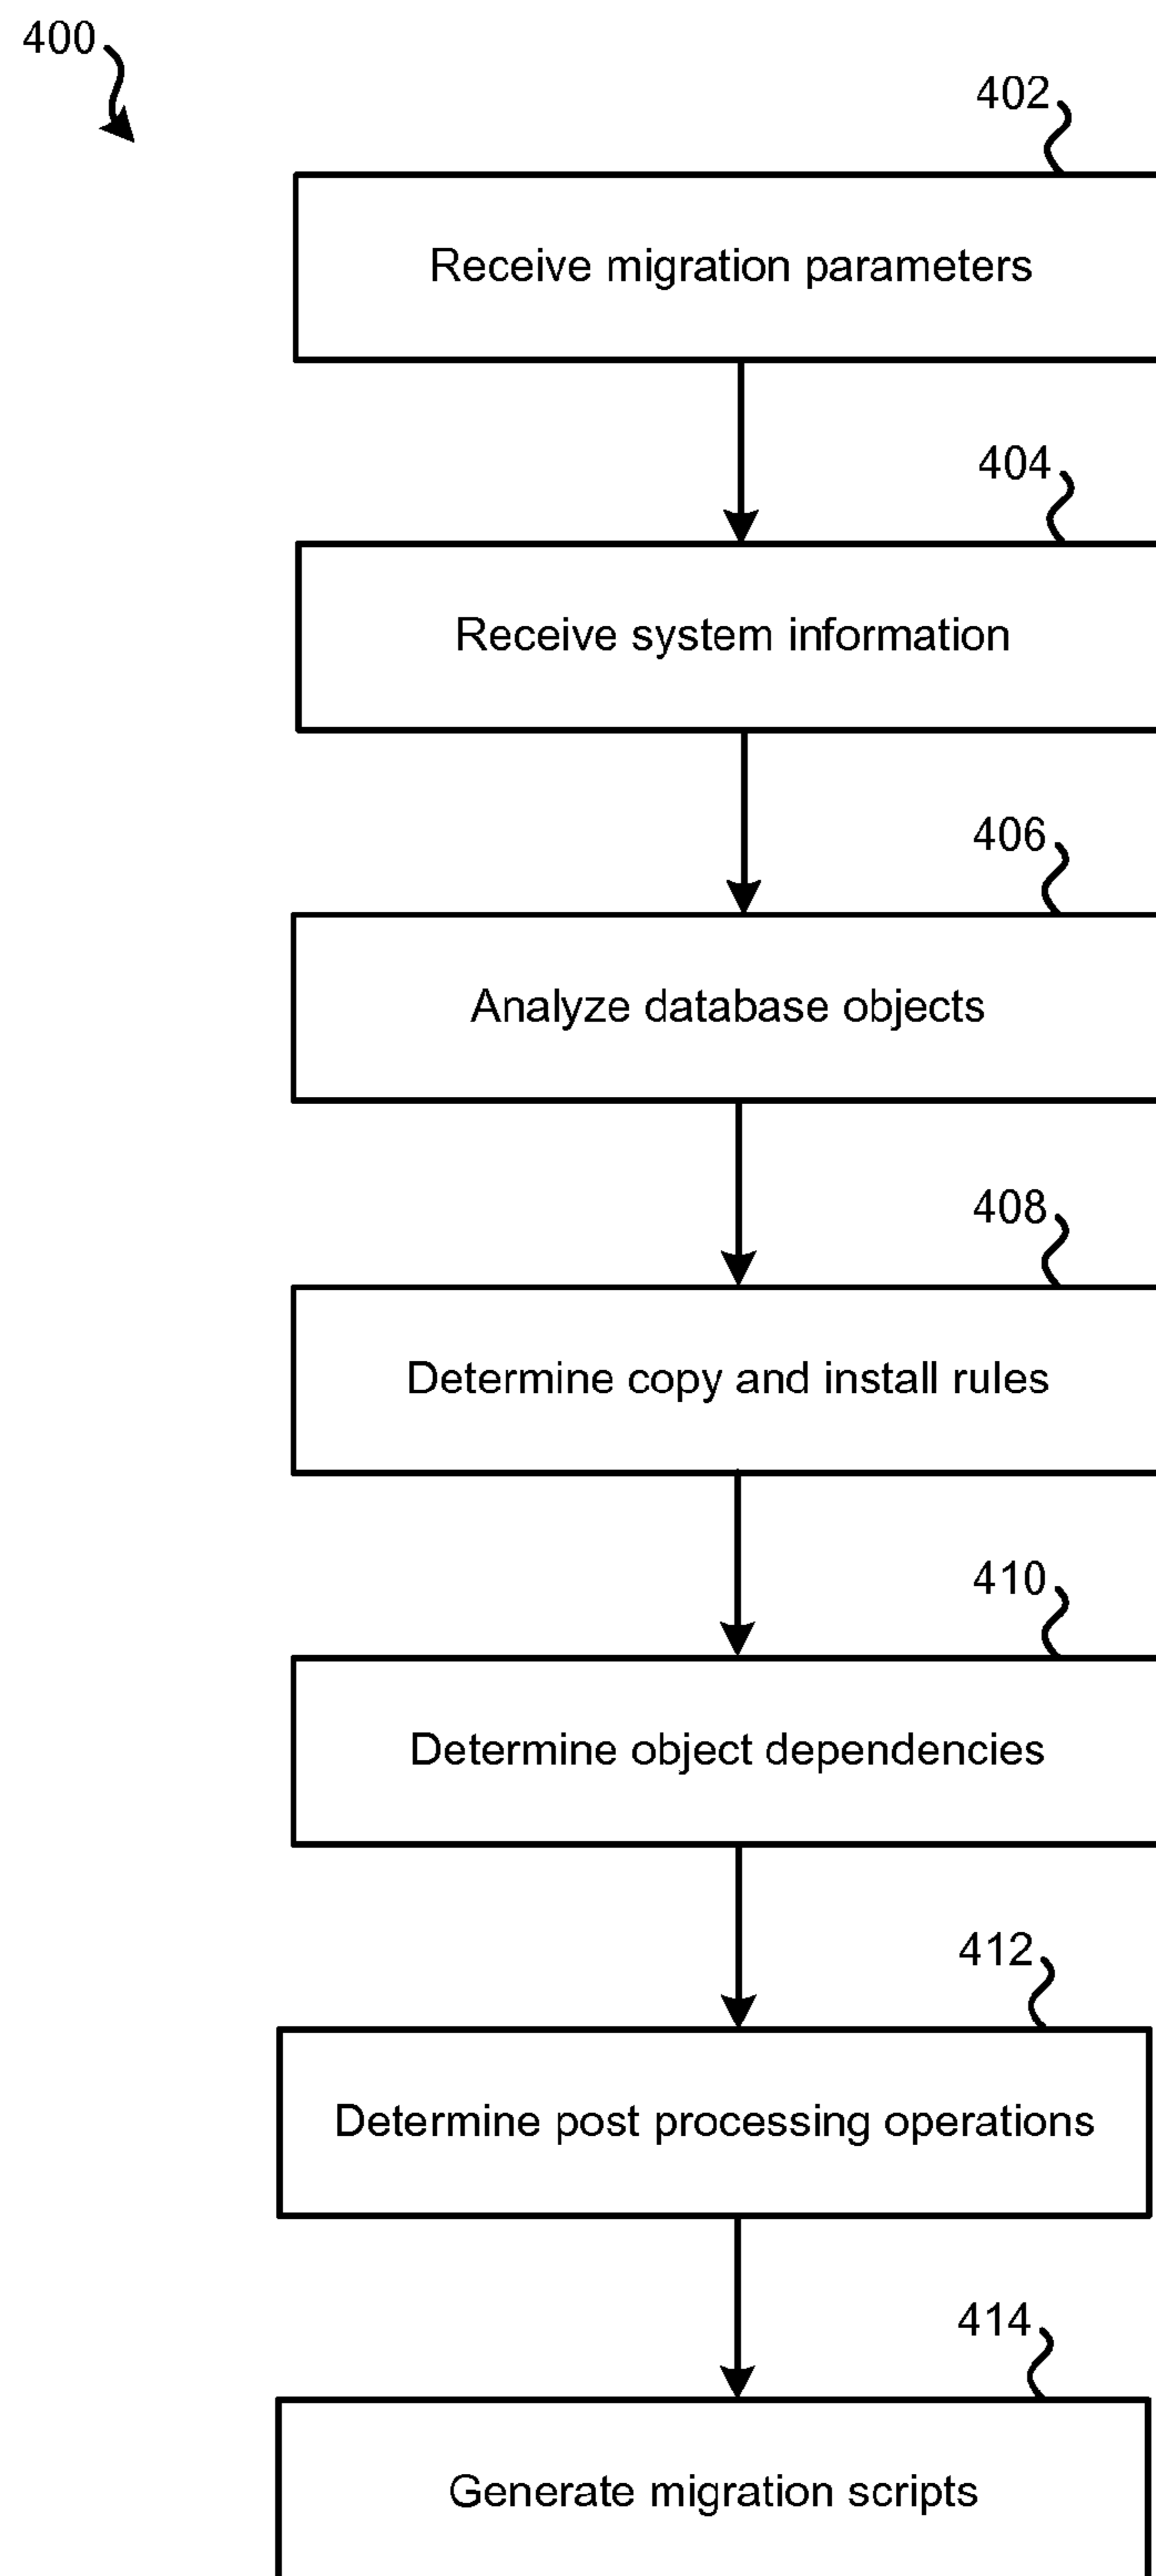 400
402
Receive migration parameters
404
Receive system information
406
Analyze database objects
408
Determine copy and install rules
410
Determine object dependencies
412
Determine post processing operations
414
Generate migration scripts